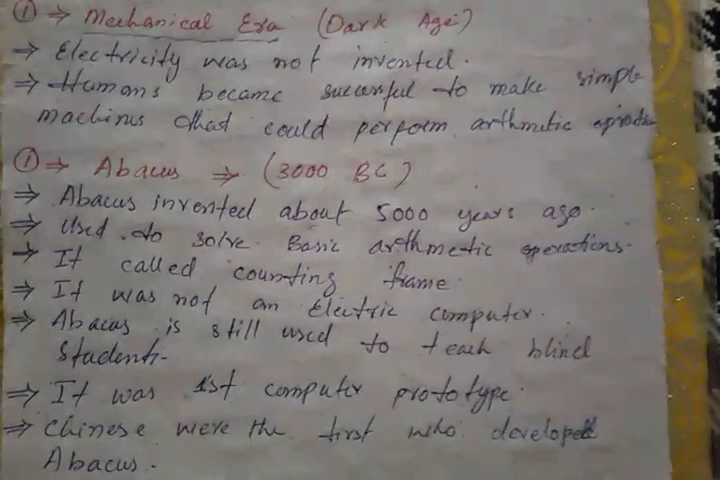 ① ⇒ Mechanical Era (Dark Age)
⇒ Electricity was not invented.
⇒ Humans became successful to make simple
machines that could perform arthmetic
① ⇒ Abacus ⇒ (3000 BC)
⇒ Abacus invented about 5000 years ago.
⇒ Used to solve Basic arthmetic operations.
⇒ It called counting frame.
⇒ It was not an Electric computer.
⇒ Abacus is still used to teach blind
Students.
⇒ It was 1st computer prototype.
⇒ Chinese were the first who developed
Abacus.